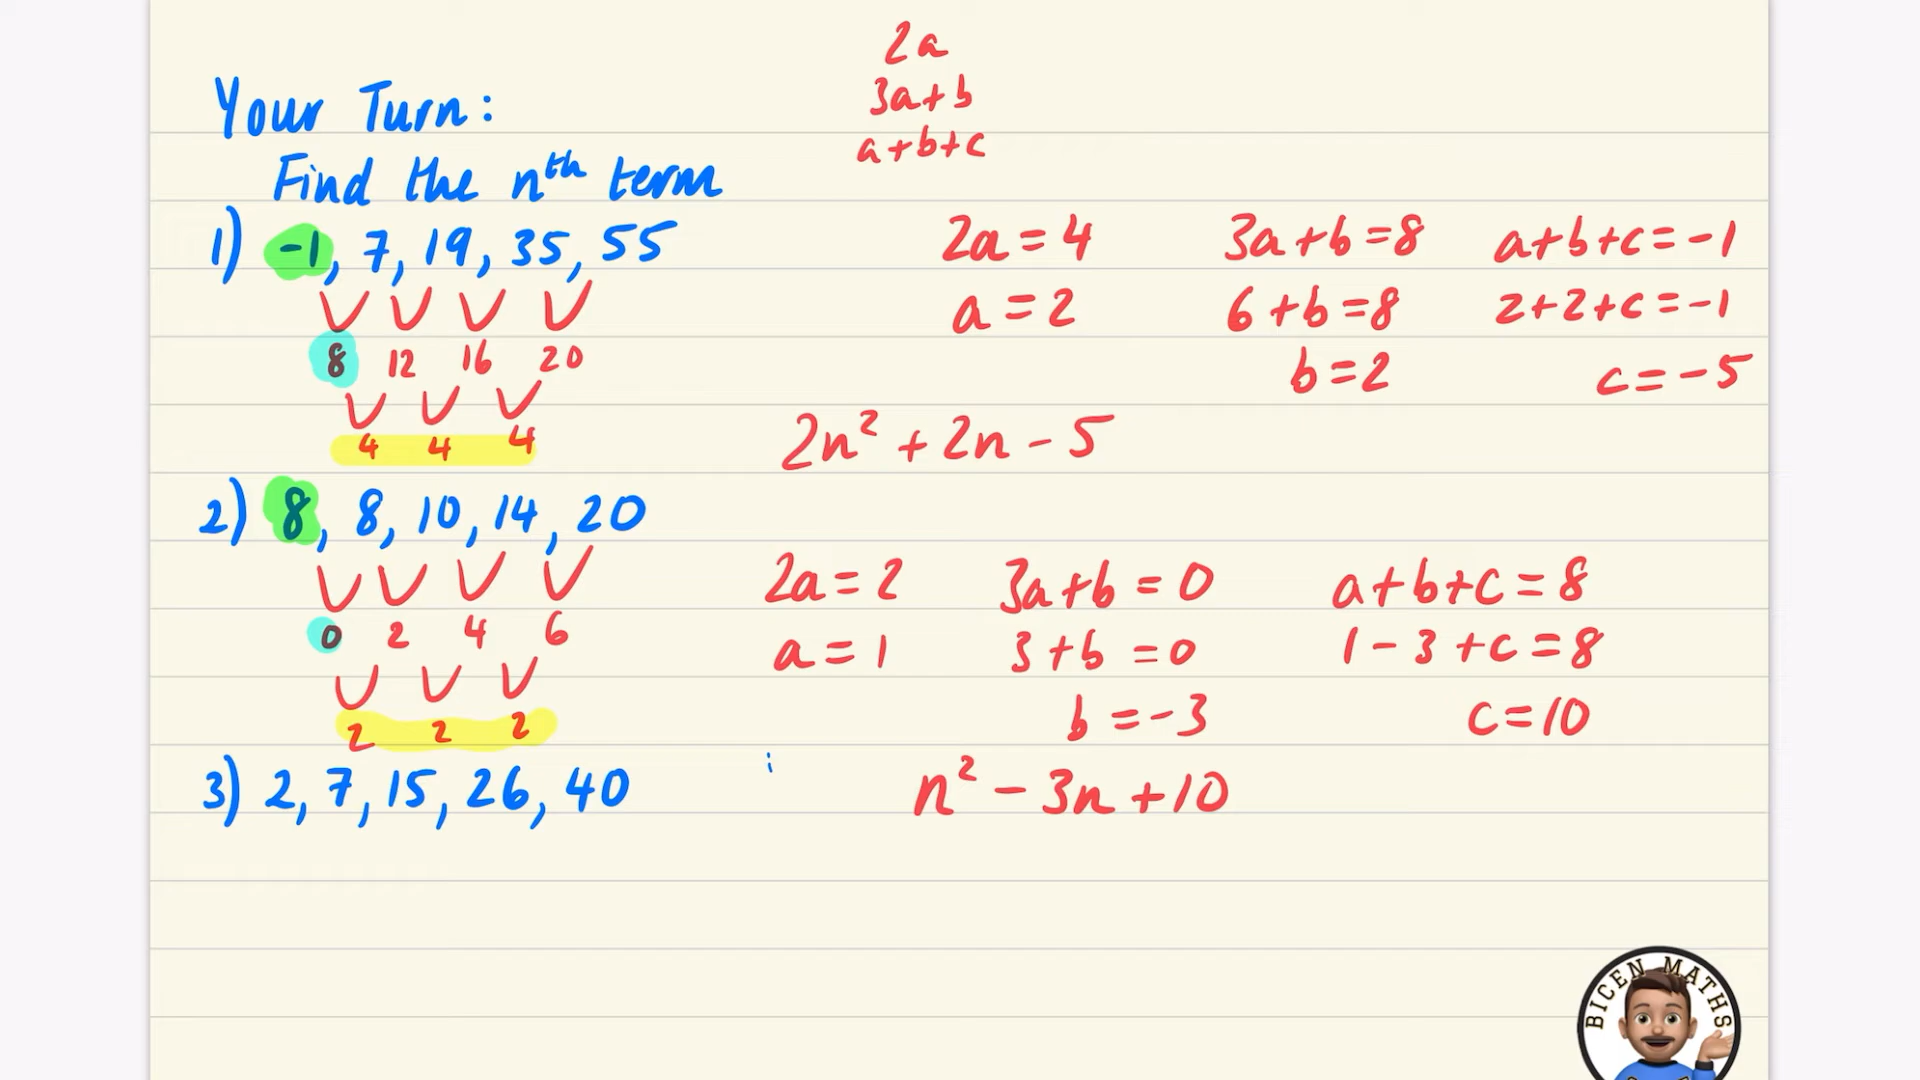 2a
3a+b
a+b+c
Your Turn:
Find the nᵗʰ term
1) -1, 7, 19, 35, 55
8 12 16 20
4 4 4
2a = 4
a = 2
3a+b=8
6+b=8
b=2
a+b+c=-1
2+2+c=-1
c=-5
2n² + 2n - 5
2) 8, 8, 10, 14, 20
0 2 4 6
2 2 2
2a = 2
a = 1
3a+b = 0
3+b = 0
b = -3
a+b+c = 8
1-3+c = 8
c = 10
n² - 3n + 10
3) 2, 7, 15, 26, 40
BICEN MATHS